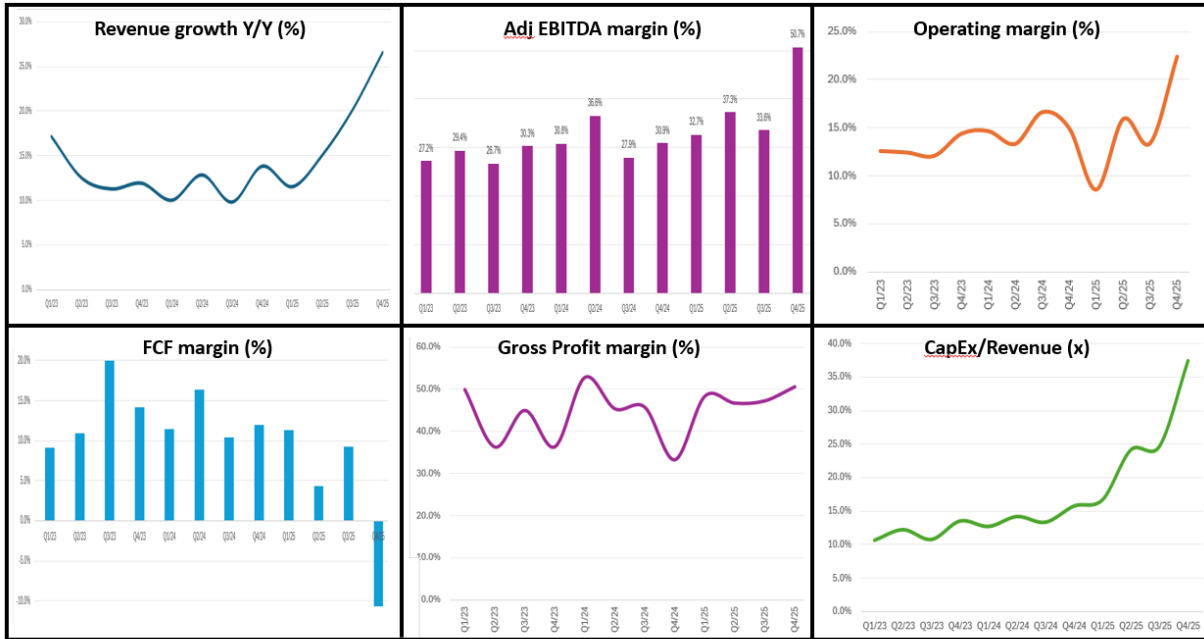 Revenue growth Y/Y (%)
30.0%
25.0%
20.0%
15.0%
10.0%
5.0%
0.0%
Q1/23 Q2/23 Q3/23 Q4/23 Q1/24 Q2/24 Q3/24 Q4/24 Q1/25 Q2/25 Q3/25 Q4/25
Adj EBITDA margin (%)
27.2% 29.4% 26.7% 30.3% 30.8% 36.6% 27.9% 30.9% 32.7% 37.3% 33.6% 50.7%
Q1/23 Q2/23 Q3/23 Q4/23 Q1/24 Q2/24 Q3/24 Q4/24 Q1/25 Q2/25 Q3/25 Q4/25
Operating margin (%)
25.0%
20.0%
15.0%
10.0%
5.0%
0.0%
Q1/23 Q2/23 Q3/23 Q4/23 Q1/24 Q2/24 Q3/24 Q4/24 Q1/25 Q2/25 Q3/25 Q4/25
FCF margin (%)
20.0%
15.0%
10.0%
5.0%
0.0%
-5.0%
-10.0%
Q1/23 Q2/23 Q3/23 Q4/23 Q1/24 Q2/24 Q3/24 Q4/24 Q1/25 Q2/25 Q3/25 Q4/25
Gross Profit margin (%)
60.0%
50.0%
40.0%
30.0%
20.0%
10.0%
0.0%
Q1/23 Q2/23 Q3/23 Q4/23 Q1/24 Q2/24 Q3/24 Q4/24 Q1/25 Q2/25 Q3/25 Q4/25
CapEx/Revenue (x)
40.0%
35.0%
30.0%
25.0%
20.0%
15.0%
10.0%
5.0%
0.0%
Q1/23 Q2/23 Q3/23 Q4/23 Q1/24 Q2/24 Q3/24 Q4/24 Q1/25 Q2/25 Q3/25 Q4/25